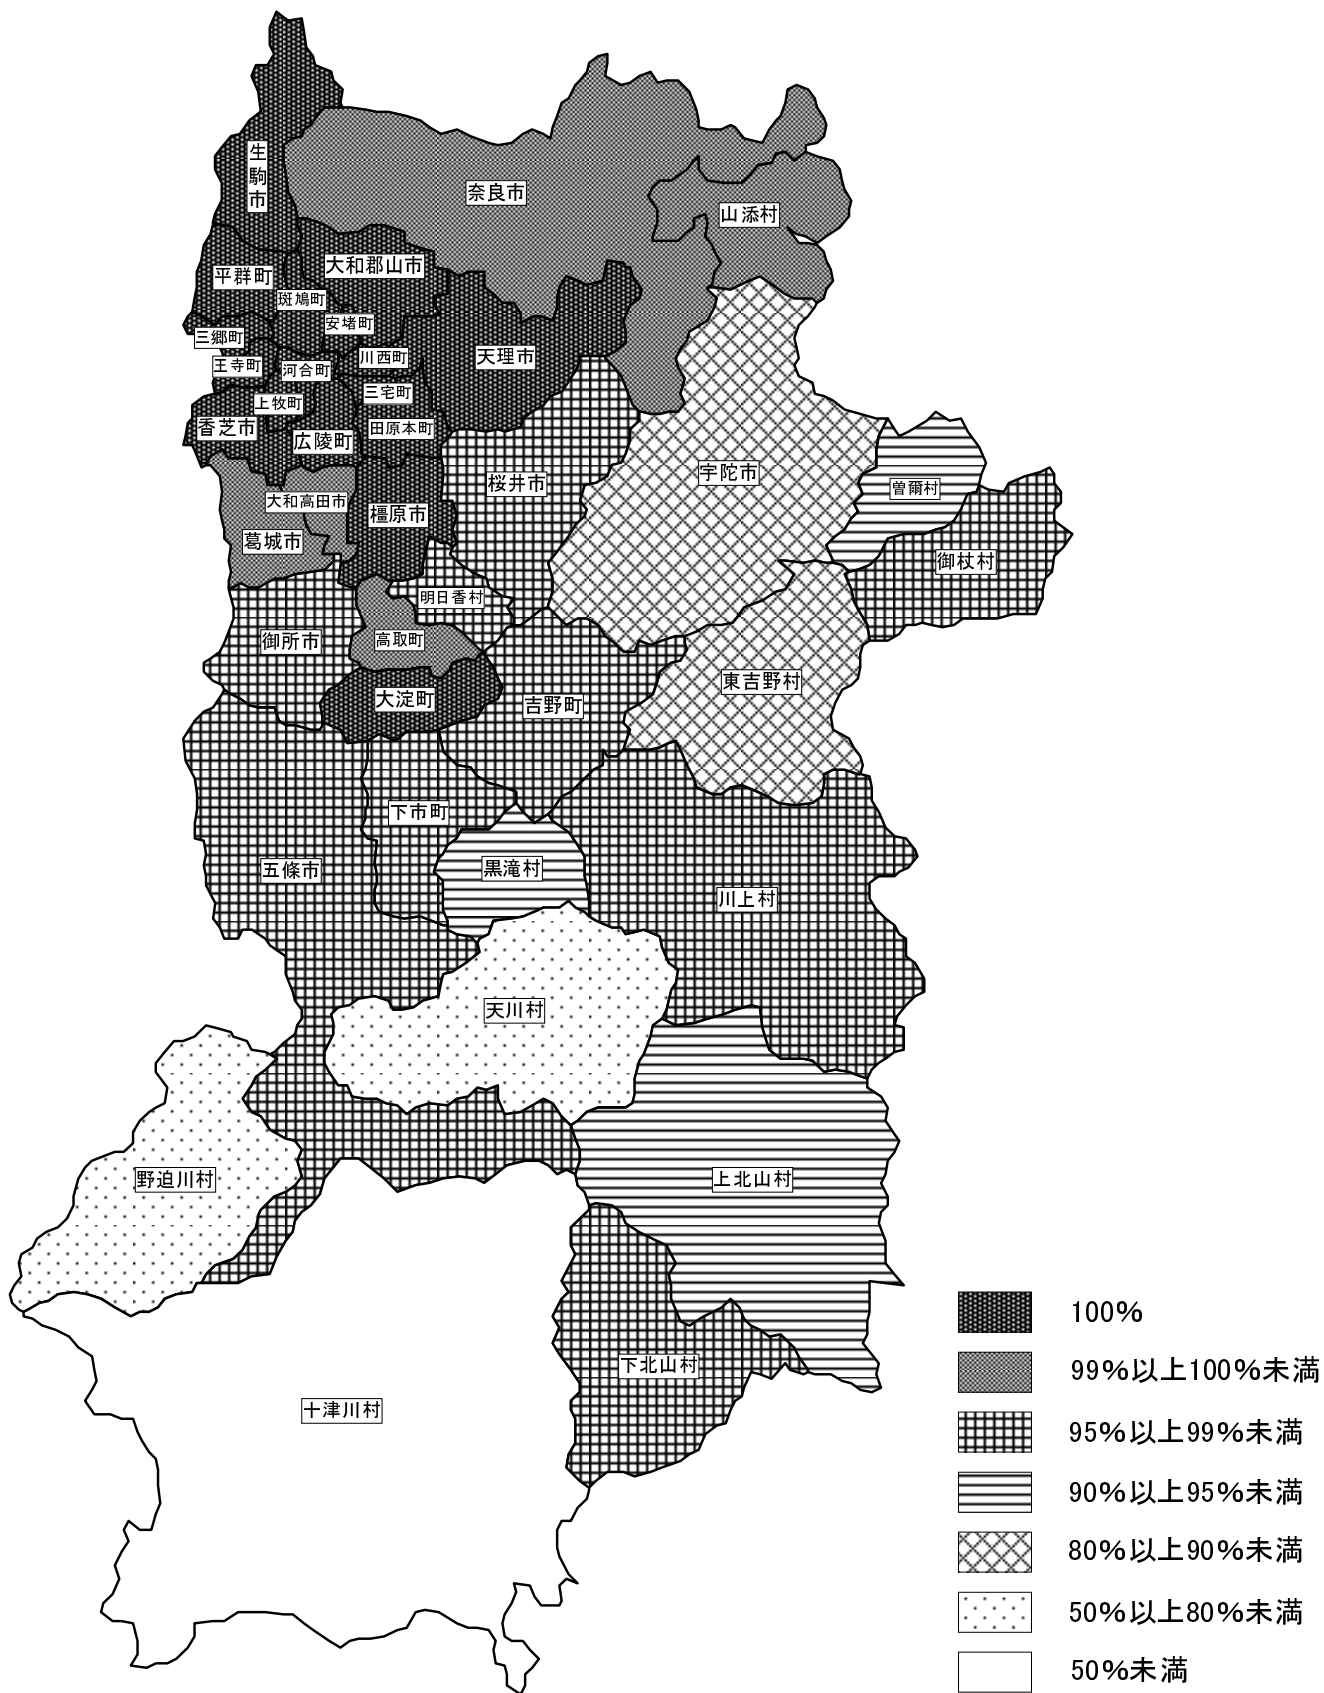 生駒市
奈良市
山添村
大和郡山市
平群町
斑鳩町
安堵町
三郷町
川西町
天理市
王寺町
河合町
三宅町
上牧町
香芝市
広陵町
田原本町
宇陀市
桜井市
曽爾村
大和高田市
橿原市
葛城市
御杖村
明日香村
御所市
高取町
東吉野村
大淀町
吉野町
下市町
五條市
黒滝村
川上村
天川村
野迫川村
上北山村
下北山村
十津川村
100%
99%以上100%未満
95%以上99%未満
90%以上95%未満
80%以上90%未満
50%以上80%未満
50%未満